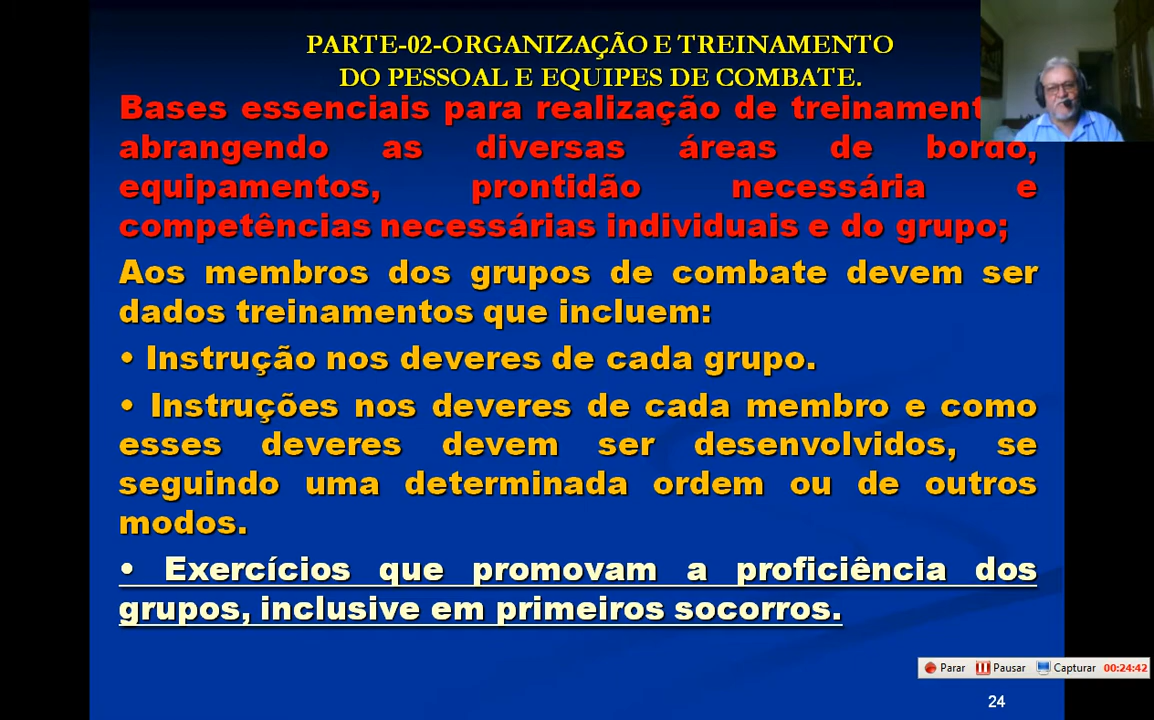 PARTE-02-ORGANIZAÇÃO E TREINAMENTO
DO PESSOAL E EQUIPES DE COMBATE.
Bases essenciais para realização de
abrangendo as diversas áreas de bordo,
equipamentos, prontidão necessária e
competências necessárias individuais e do grupo;
Aos membros dos grupos de combate devem ser
dados treinamentos que incluem:
• Instrução nos deveres de cada grupo.
• Instruções nos deveres de cada membro e como
esses deveres devem ser desenvolvidos, se
seguindo uma determinada ordem ou de outros
modos.
• Exercícios que promovam a proficiência dos
grupos, inclusive em primeiros socorros.
Parar Pausar Capturar 00:24:42
24